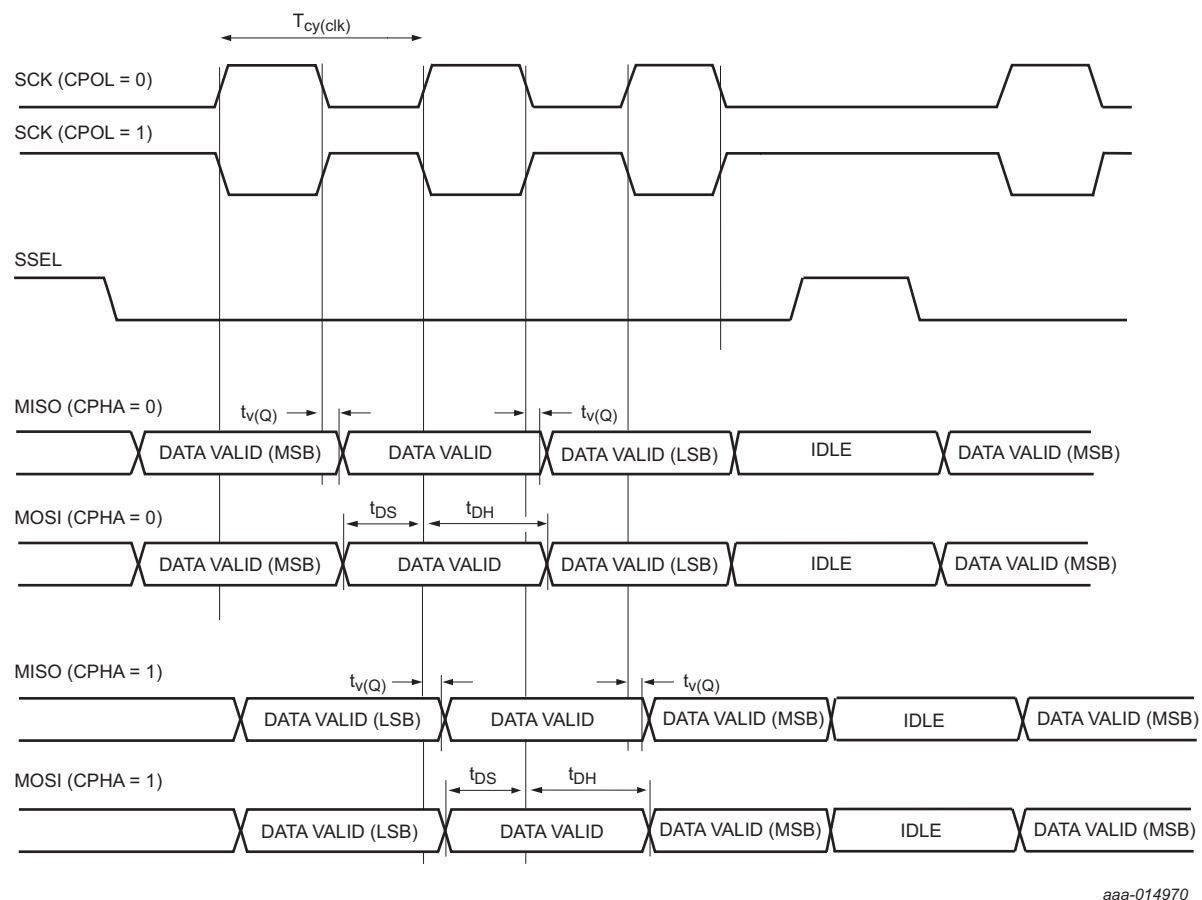 Tcy(clk)
SCK (CPOL = 0)
SCK (CPOL = 1)
SSEL
MISO (CPHA = 0)
tv(Q)
tv(Q)
DATA VALID (MSB)
DATA VALID
DATA VALID (LSB)
IDLE
DATA VALID (MSB)
MOSI (CPHA = 0)
tDS
tDH
DATA VALID (MSB)
DATA VALID
DATA VALID (LSB)
IDLE
DATA VALID (MSB)
MISO (CPHA = 1)
tv(Q)
tv(Q)
DATA VALID (LSB)
DATA VALID
DATA VALID (MSB)
IDLE
DATA VALID (MSB)
MOSI (CPHA = 1)
tDS
tDH
DATA VALID (LSB)
DATA VALID
DATA VALID (MSB)
IDLE
DATA VALID (MSB)
aaa-014970